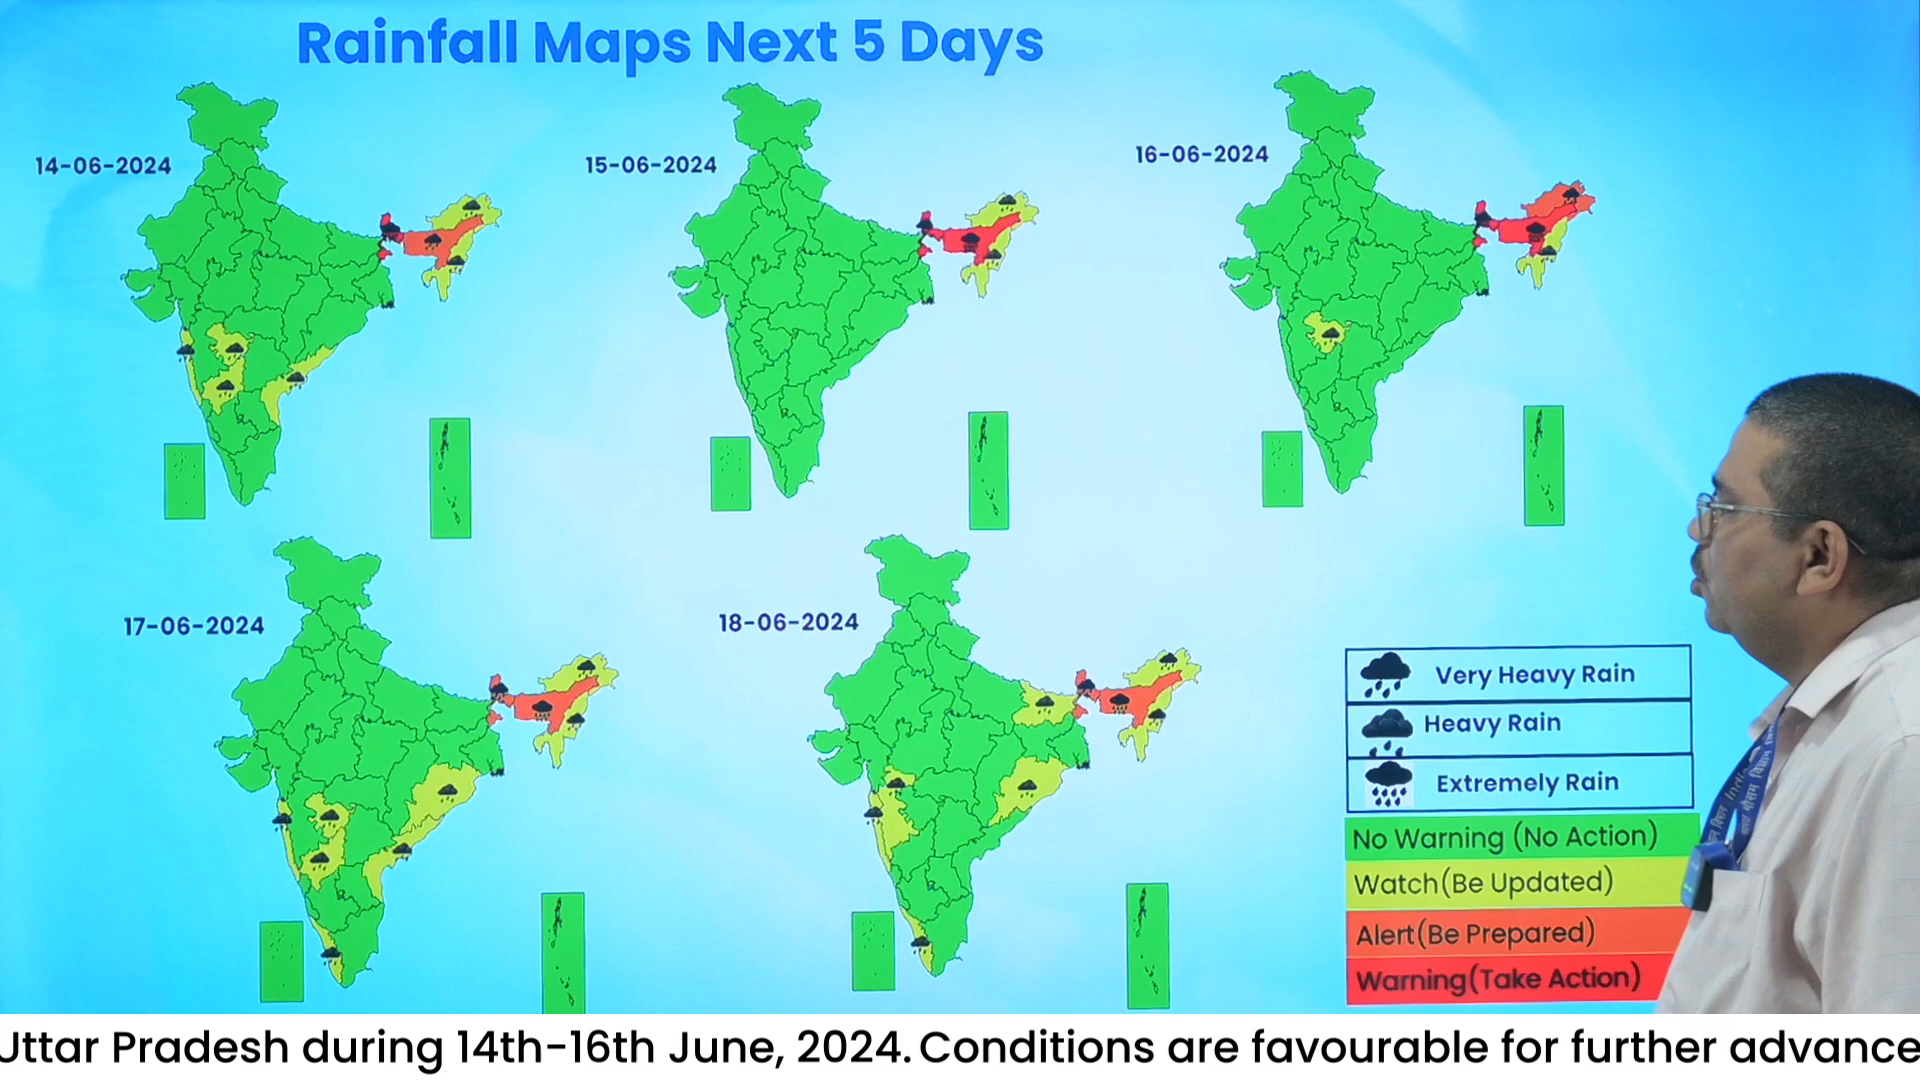 Rainfall Maps Next 5 Days
14-06-2024
15-06-2024
16-06-2024
17-06-2024
18-06-2024
Very Heavy Rain
Heavy Rain
Extremely Rain
No Warning (No Action)
Watch(Be Updated)
Alert(Be Prepared)
Warning(Take Action)
Uttar Pradesh during 14th-16th June, 2024. Conditions are favourable for further advance